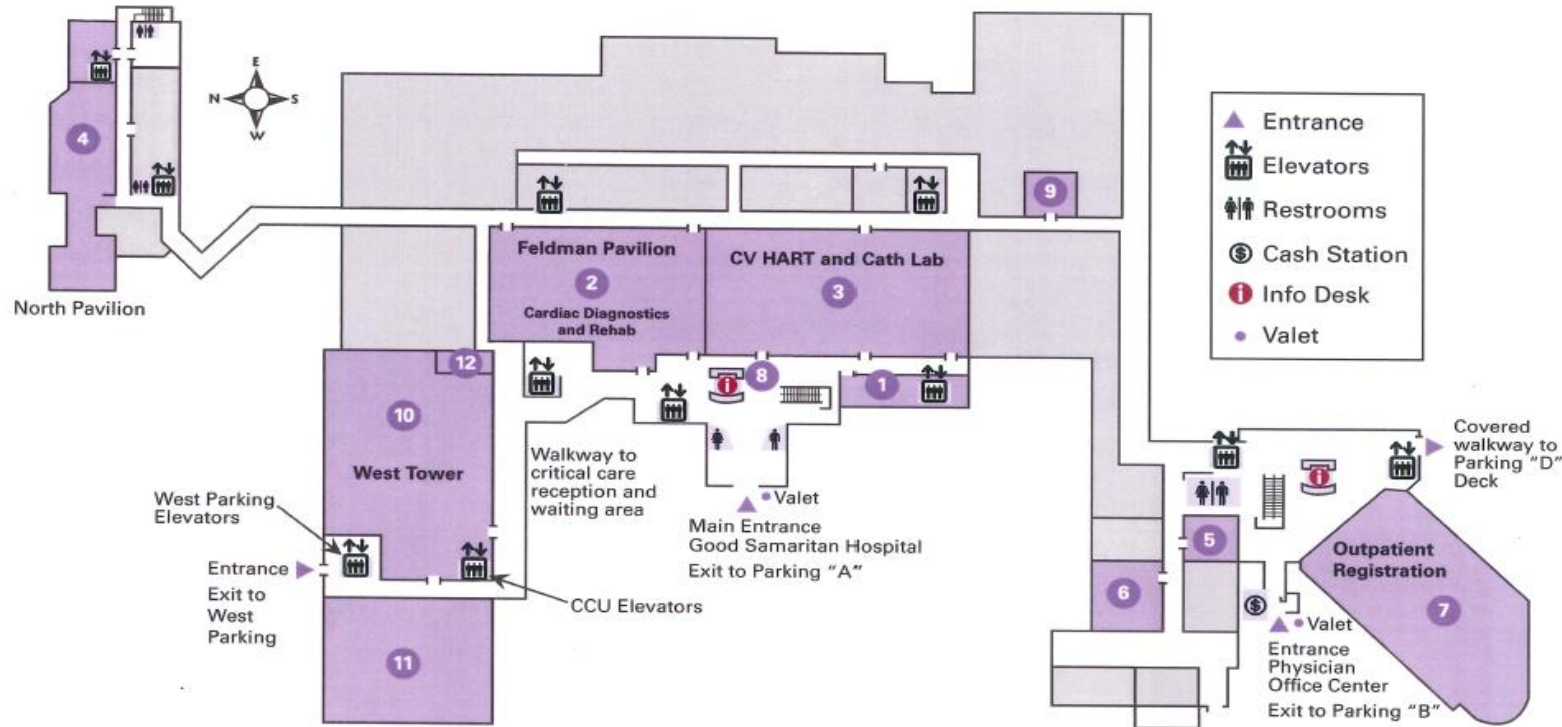 E
N
S
W
4
North Pavilion
Feldman Pavilion
2
Cardiac Diagnostics
and Rehab
CV HART and Cath Lab
3
9
Entrance
Elevators
Restrooms
$ Cash Station
i Info Desk
Valet
12
10
West Tower
West Parking
Elevators
Entrance
Exit to
West
Parking
11
CCU Elevators
Walkway to
critical care
reception and
waiting area
i
8
1
Valet
Main Entrance
Good Samaritan Hospital
Exit to Parking "A"
5
6
$
i
Covered
walkway to
Parking "D"
Deck
Outpatient
Registration
7
Valet
Entrance
Physician
Office Center
Exit to Parking "B"